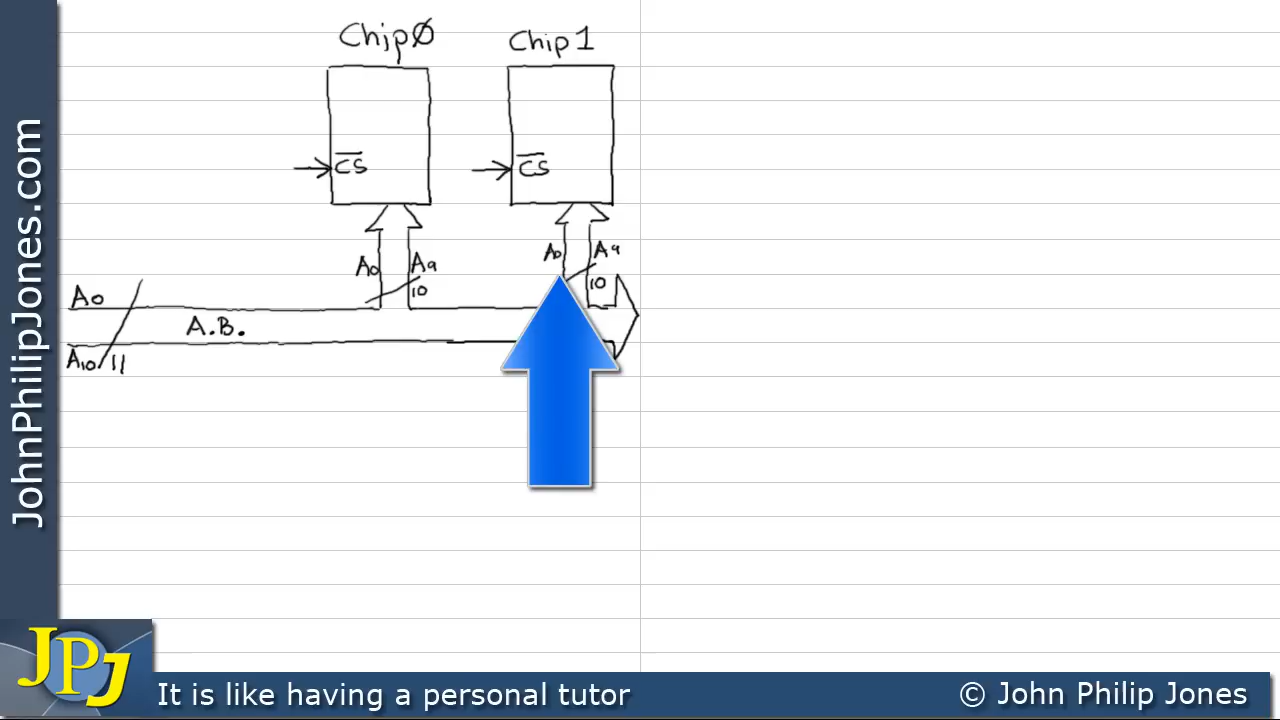 Chip0
Chip1
CS
CS
A0
A9
10
A0
A9
10
A0
A.B.
A10
11
JohnPhilipJones.com
JPJ
It is like having a personal tutor
© John Philip Jones